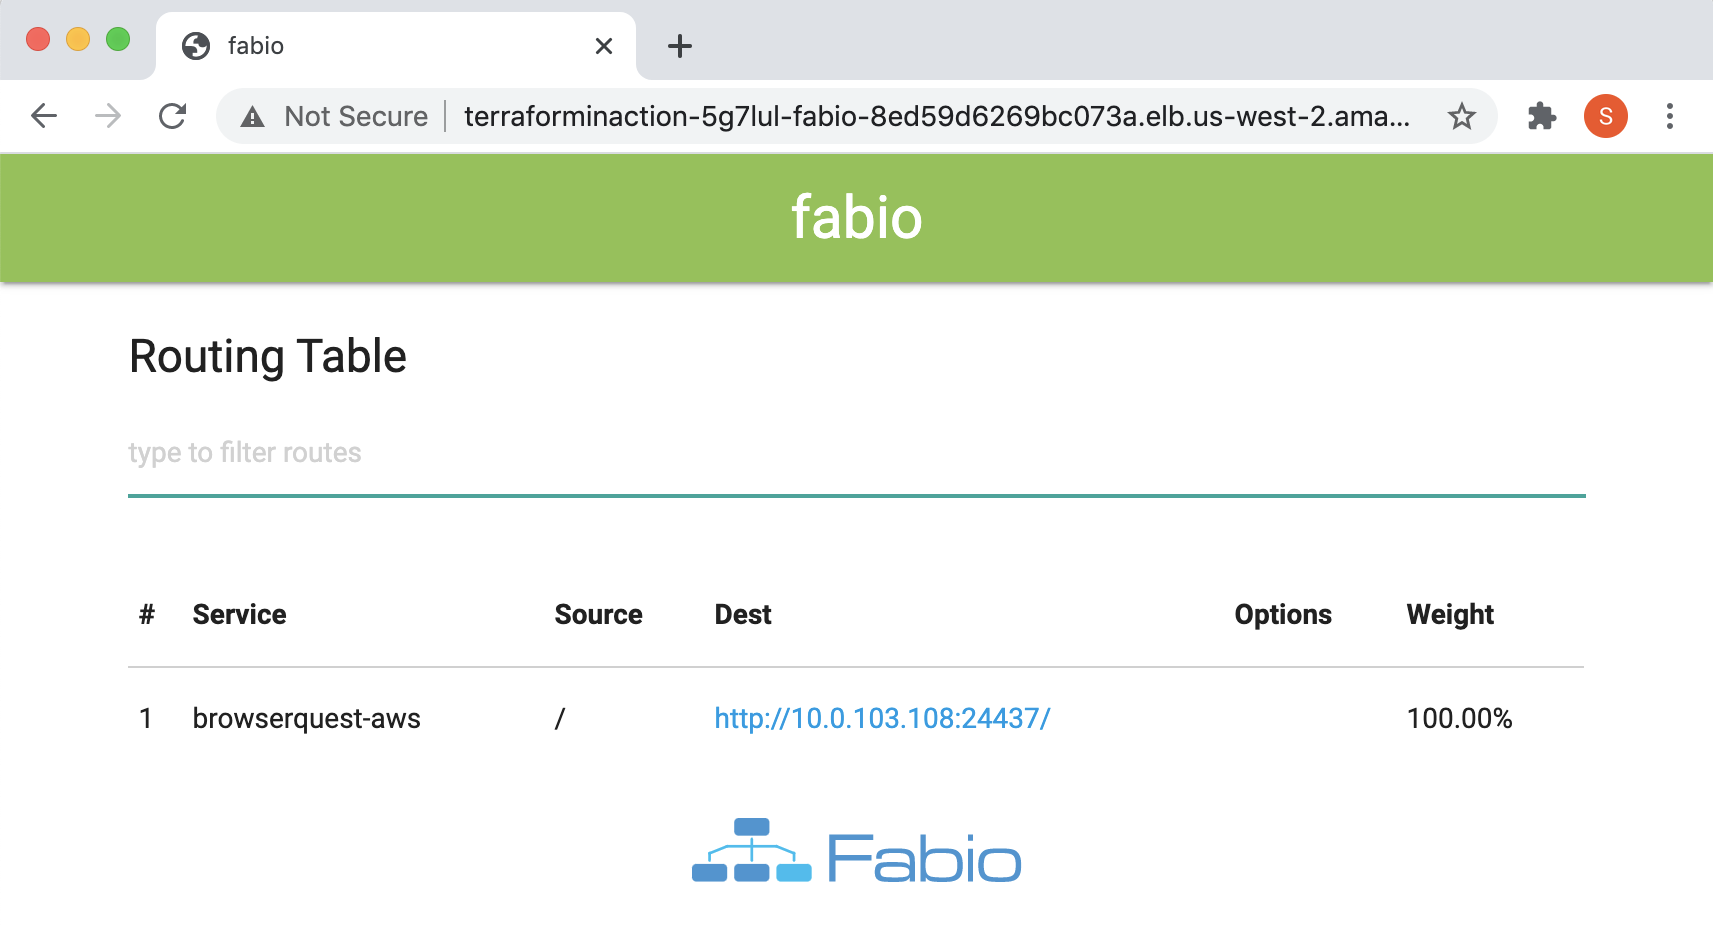 fabio
Not Secure terraforminaction-5g7lul-fabio-8ed59d6269bc073a.elb.us-west-2.ama... S
fabio
Routing Table
type to filter routes
# Service Source Dest Options Weight
1 browserquest-aws / http://10.0.103.108:24437/ 100.00%
Fabio